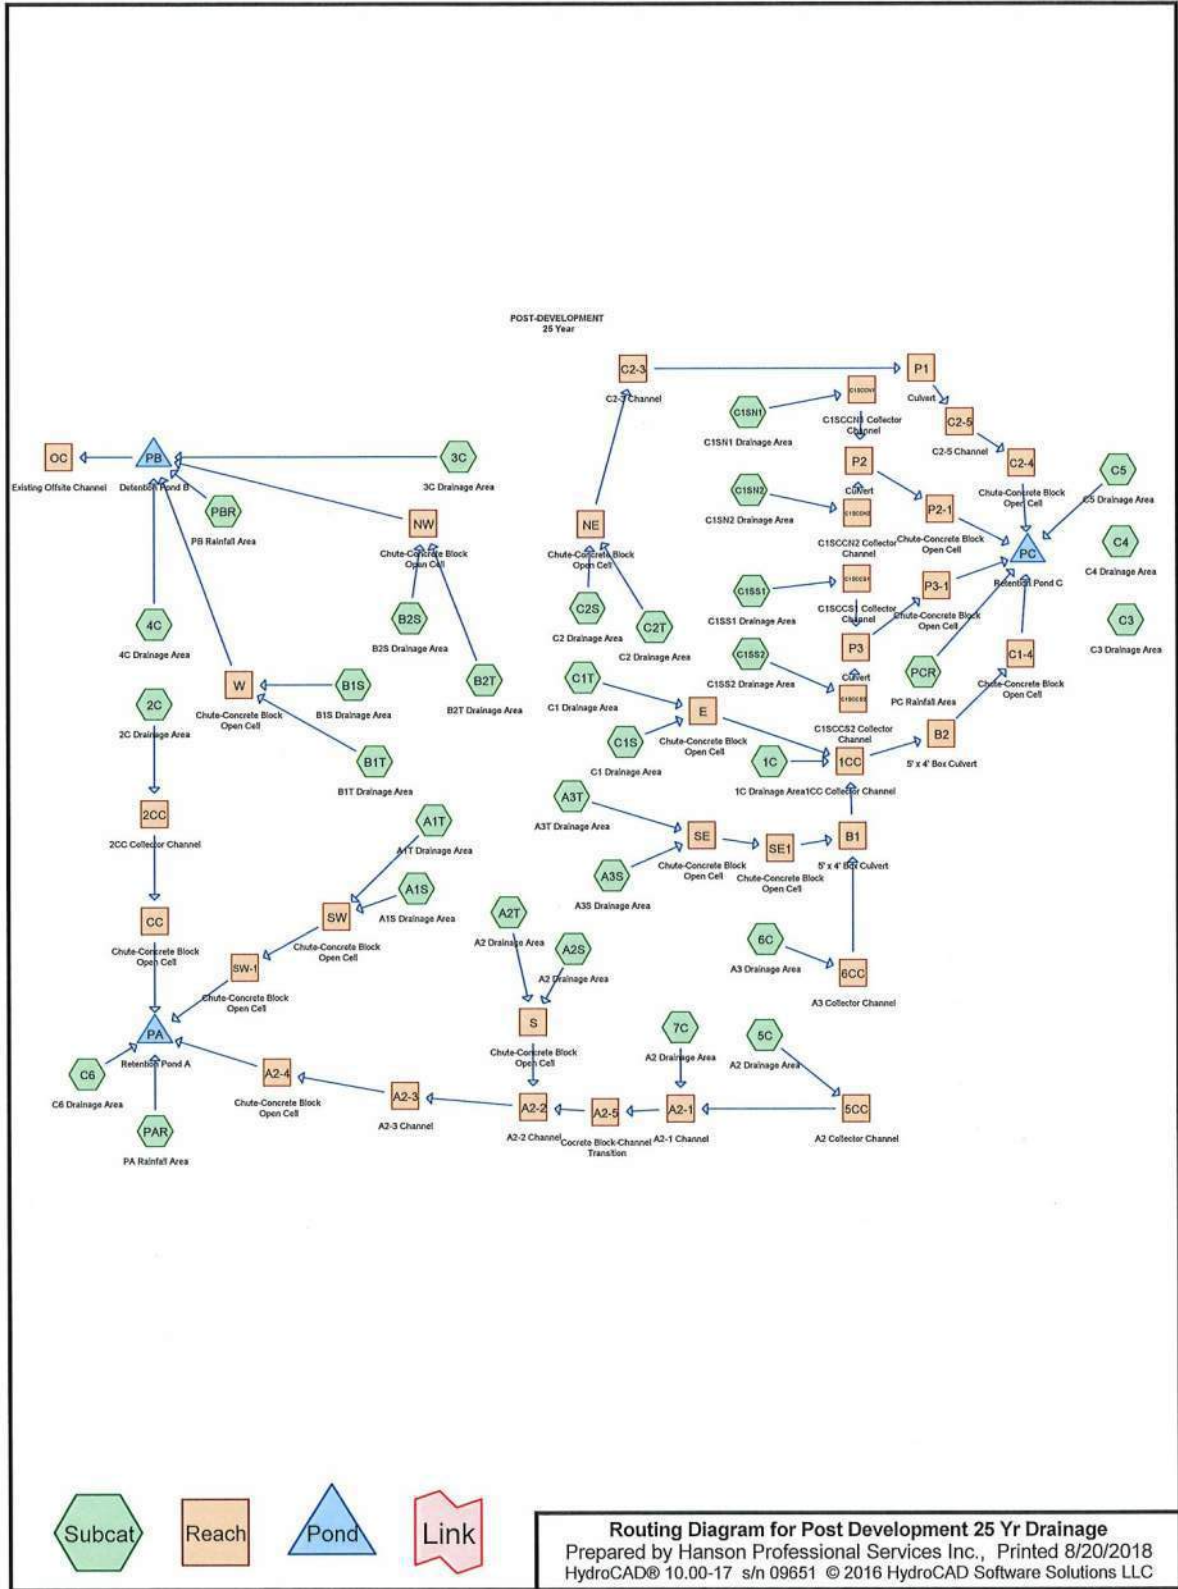 POST-DEVELOPMENT
25 Year
C2-3
C2-3 Channel
P1
Culvert
C1SN1
C1SN1 Drainage Area
C1SCCN1
C1SCCN1 Collector
Channel
C2-5
C2-5 Channel
OC
Existing Offsite Channel
PB
Detention Pond B
3C
3C Drainage Area
P2
Culvert
C2-4
Chute-Concrete Block
Open Cell
C5
C5 Drainage Area
PBR
PB Rainfall Area
C1SN2
C1SN2 Drainage Area
C1SCCN2
C1SCCN2 Collector
Channel
P2-1
Chute-Concrete Block
Open Cell
NW
Chute-Concrete Block
Open Cell
NE
Chute-Concrete Block
Open Cell
PC
Retention Pond C
C4
C4 Drainage Area
C1SS1
C1SS1 Drainage Area
C1SCCS1
C1SCCS1 Collector
Channel
P3-1
Chute-Concrete Block
Open Cell
4C
4C Drainage Area
B2S
B2S Drainage Area
C2S
C2 Drainage Area
C2T
C2 Drainage Area
C3
C3 Drainage Area
C1SS2
C1SS2 Drainage Area
P3
Culvert
C1-4
Chute-Concrete Block
Open Cell
PCR
PC Rainfall Area
W
Chute-Concrete Block
Open Cell
B1S
B1S Drainage Area
B2T
B2T Drainage Area
C1T
C1 Drainage Area
C1SCCS2
C1SCCS2 Collector
Channel
2C
2C Drainage Area
E
Chute-Concrete Block
Open Cell
C1S
C1 Drainage Area
B2
5' x 4' Box Culvert
B1T
B1T Drainage Area
1C
1C Drainage Area
1CC
1CC Collector Channel
A3T
A3T Drainage Area
2CC
2CC Collector Channel
A1T
A1T Drainage Area
SE
Chute-Concrete Block
Open Cell
SE1
Chute-Concrete Block
Open Cell
B1
5' x 4' Box Culvert
A1S
A1S Drainage Area
A3S
A3S Drainage Area
CC
Chute-Concrete Block
Open Cell
SW
Chute-Concrete Block
Open Cell
A2T
A2 Drainage Area
A2S
A2 Drainage Area
6C
A3 Drainage Area
6CC
A3 Collector Channel
SW-1
Chute-Concrete Block
Open Cell
PA
Retention Pond A
S
Chute-Concrete Block
Open Cell
7C
A2 Drainage Area
5C
A2 Drainage Area
C6
C6 Drainage Area
A2-4
Chute-Concrete Block
Open Cell
A2-3
A2-3 Channel
A2-2
A2-2 Channel
A2-5
Cocrete Block-Channel
Transition
A2-1
A2-1 Channel
5CC
A2 Collector Channel
PAR
PA Rainfall Area
Subcat
Reach
Pond
Link
Routing Diagram for Post Development 25 Yr Drainage
Prepared by Hanson Professional Services Inc., Printed 8/20/2018
HydroCAD® 10.00-17 s/n 09651 © 2016 HydroCAD Software Solutions LLC